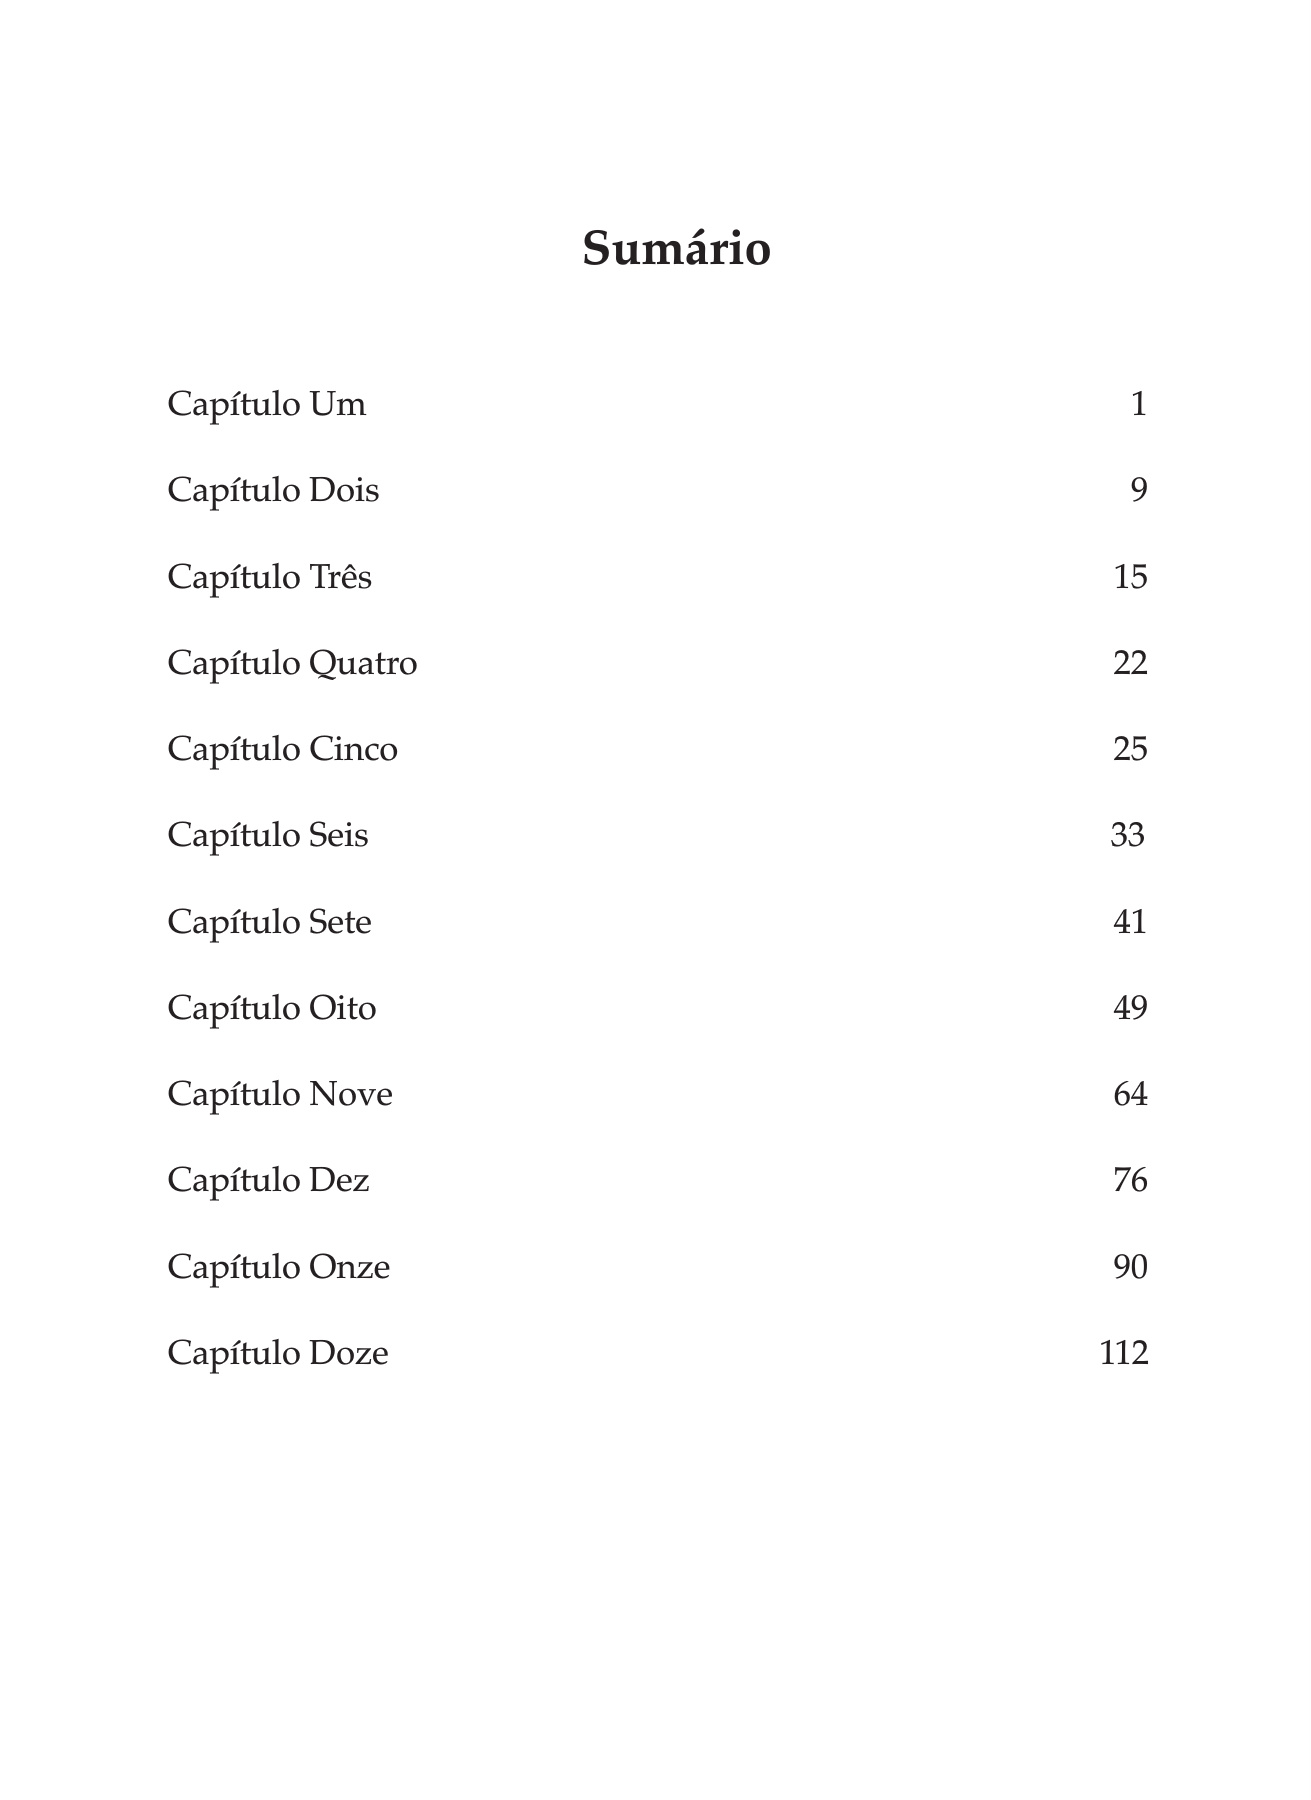 Sumário
Capítulo Um 1
Capítulo Dois 9
Capítulo Três 15
Capítulo Quatro 22
Capítulo Cinco 25
Capítulo Seis 33
Capítulo Sete 41
Capítulo Oito 49
Capítulo Nove 64
Capítulo Dez 76
Capítulo Onze 90
Capítulo Doze 112